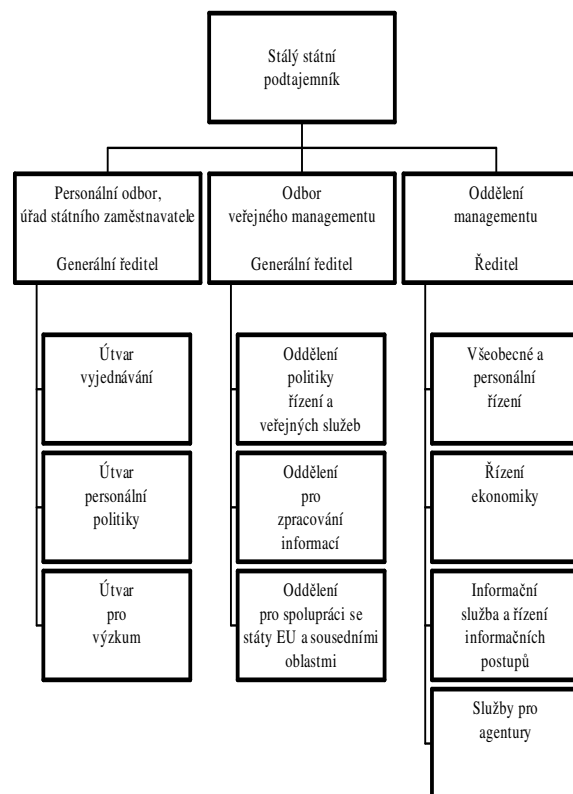 Stálý státní
podtajemník
Personální odbor,
úřad státního zaměstnavatele
Generální ředitel
Odbor
veřejného managementu
Generální ředitel
Oddělení
managementu
Ředitel
Útvar
vyjednávání
Útvar
personální
politiky
Útvar
pro
výzkum
Oddělení
politiky
řízení a
veřejných služeb
Oddělení
pro
zpracování
informací
Oddělení
pro spolupráci se
státy EU a sousedními
oblastmi
Všeobecné a
personální
řízení
Řízení
ekonomiky
Informační
služba a řízení
informačních
postupů
Služby pro
agentury